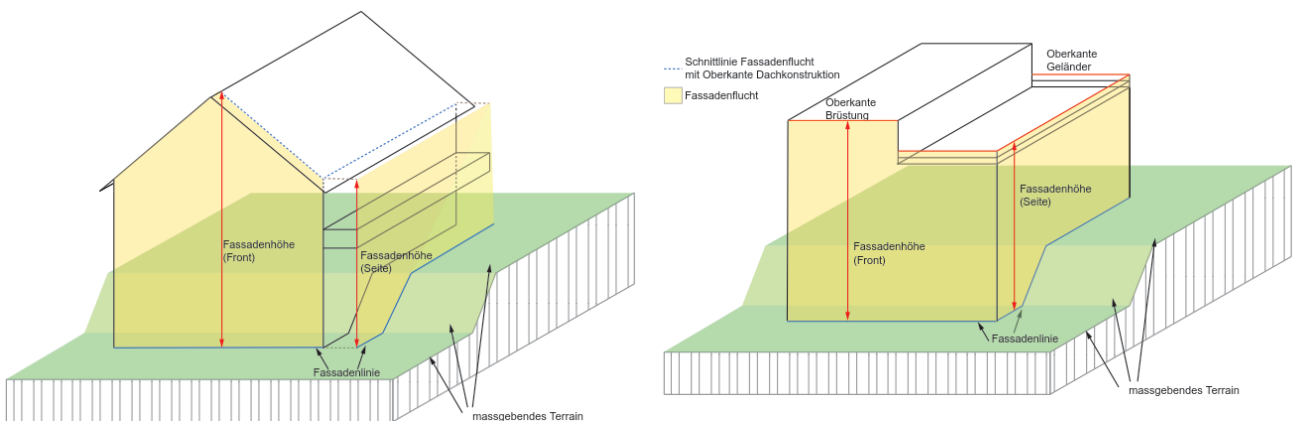 Fassadenhöhe
(Front)
Fassadenhöhe
(Seite)
Fassadenlinie
massgebendes Terrain
Schnittlinie Fassadenflucht
mit Oberkante Dachkonstruktion
Fassadenflucht
Oberkante
Geländer
Oberkante
Brüstung
Fassadenhöhe
(Seite)
Fassadenhöhe
(Front)
Fassadenlinie
massgebendes Terrain